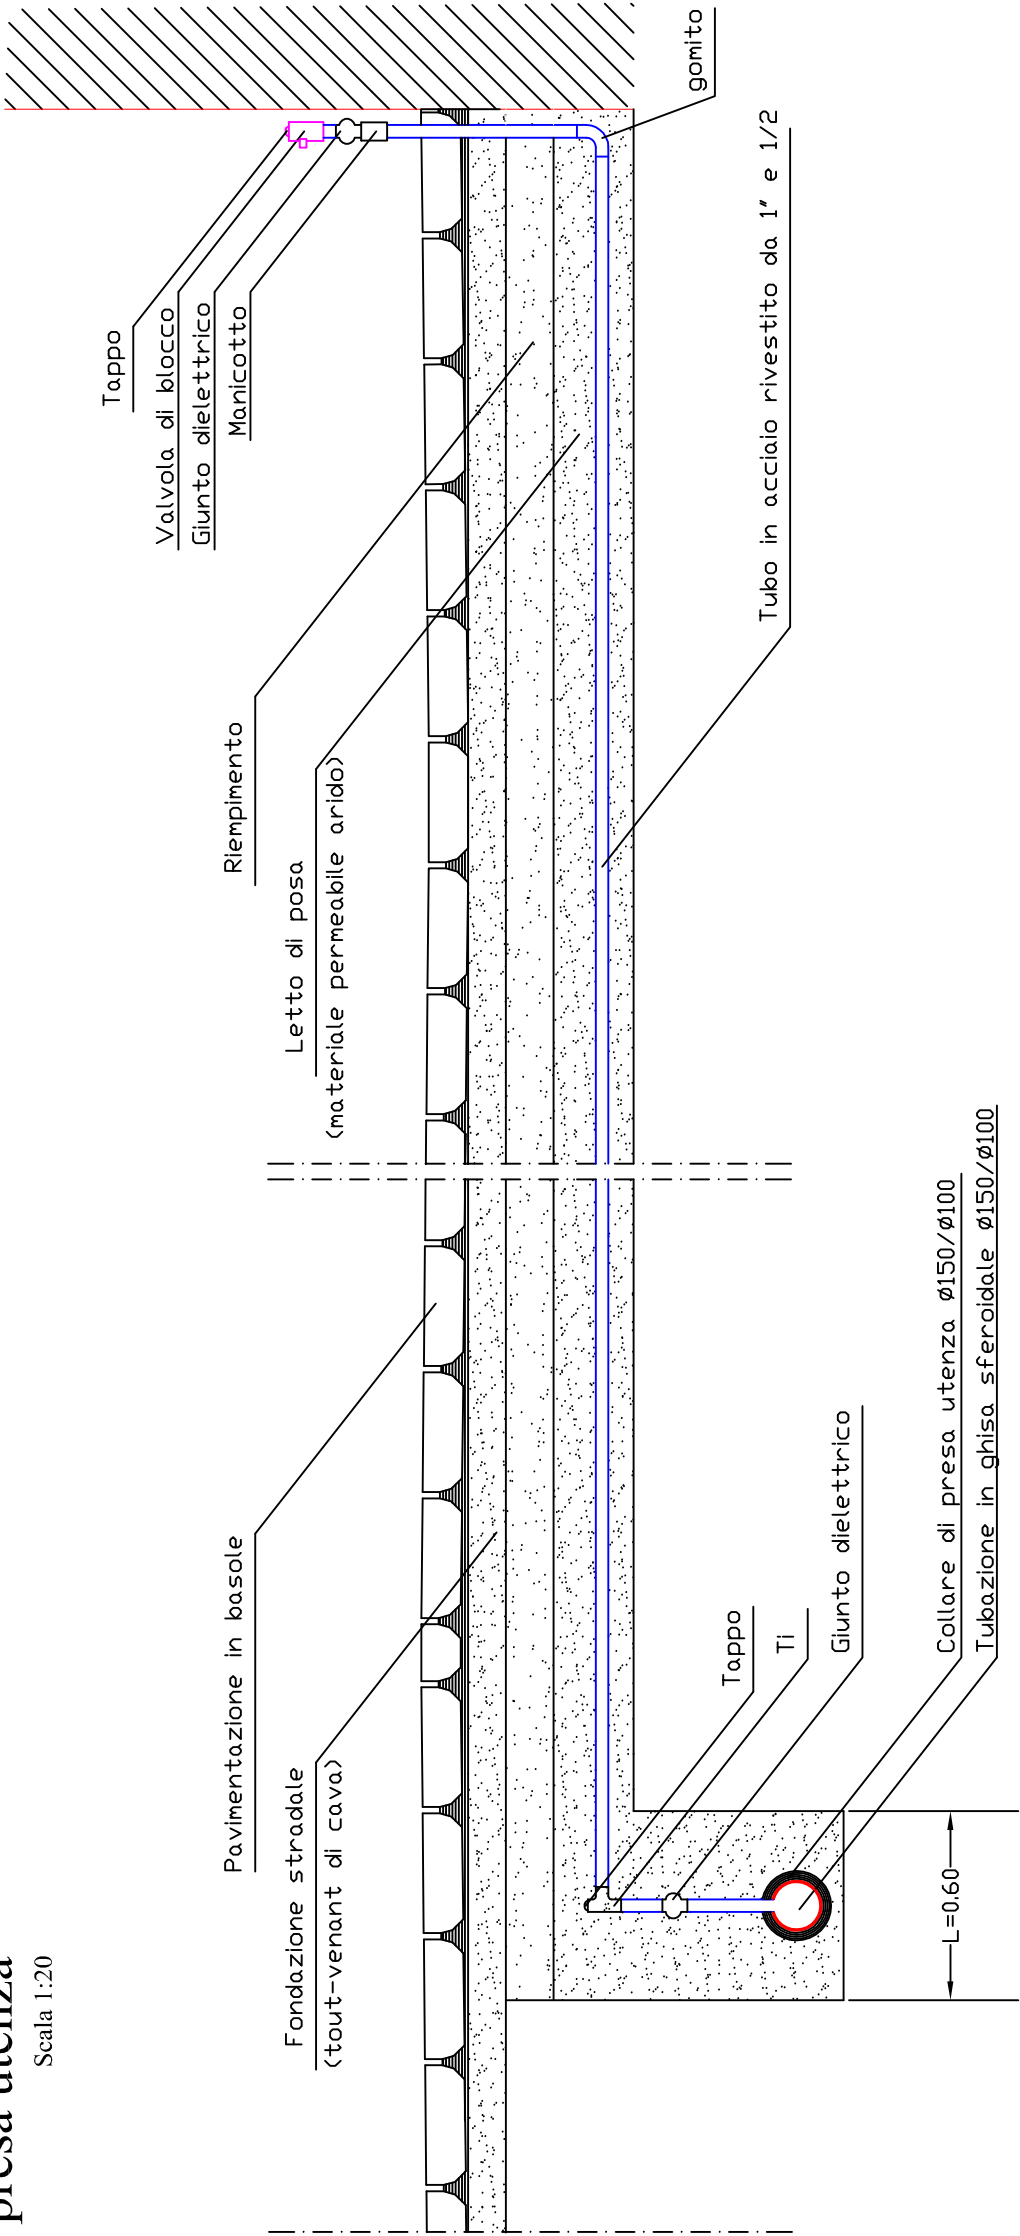 presa utenza
Scala 1:20
Pavimentazione in basole
Fondazione stradale
(tout-venant di cava)
Riempimento
Letto di posa
(materiale permeabile arido)
Tappo
Valvola di blocco
Giunto dielettrico
Manicotto
gomito
Tubo in acciaio rivestito da 1" e 1/2
Tappo
Ti
Giunto dielettrico
Collare di presa utenza ø150/ø100
Tubazione in ghisa sferoidale ø150/ø100
L=0.60